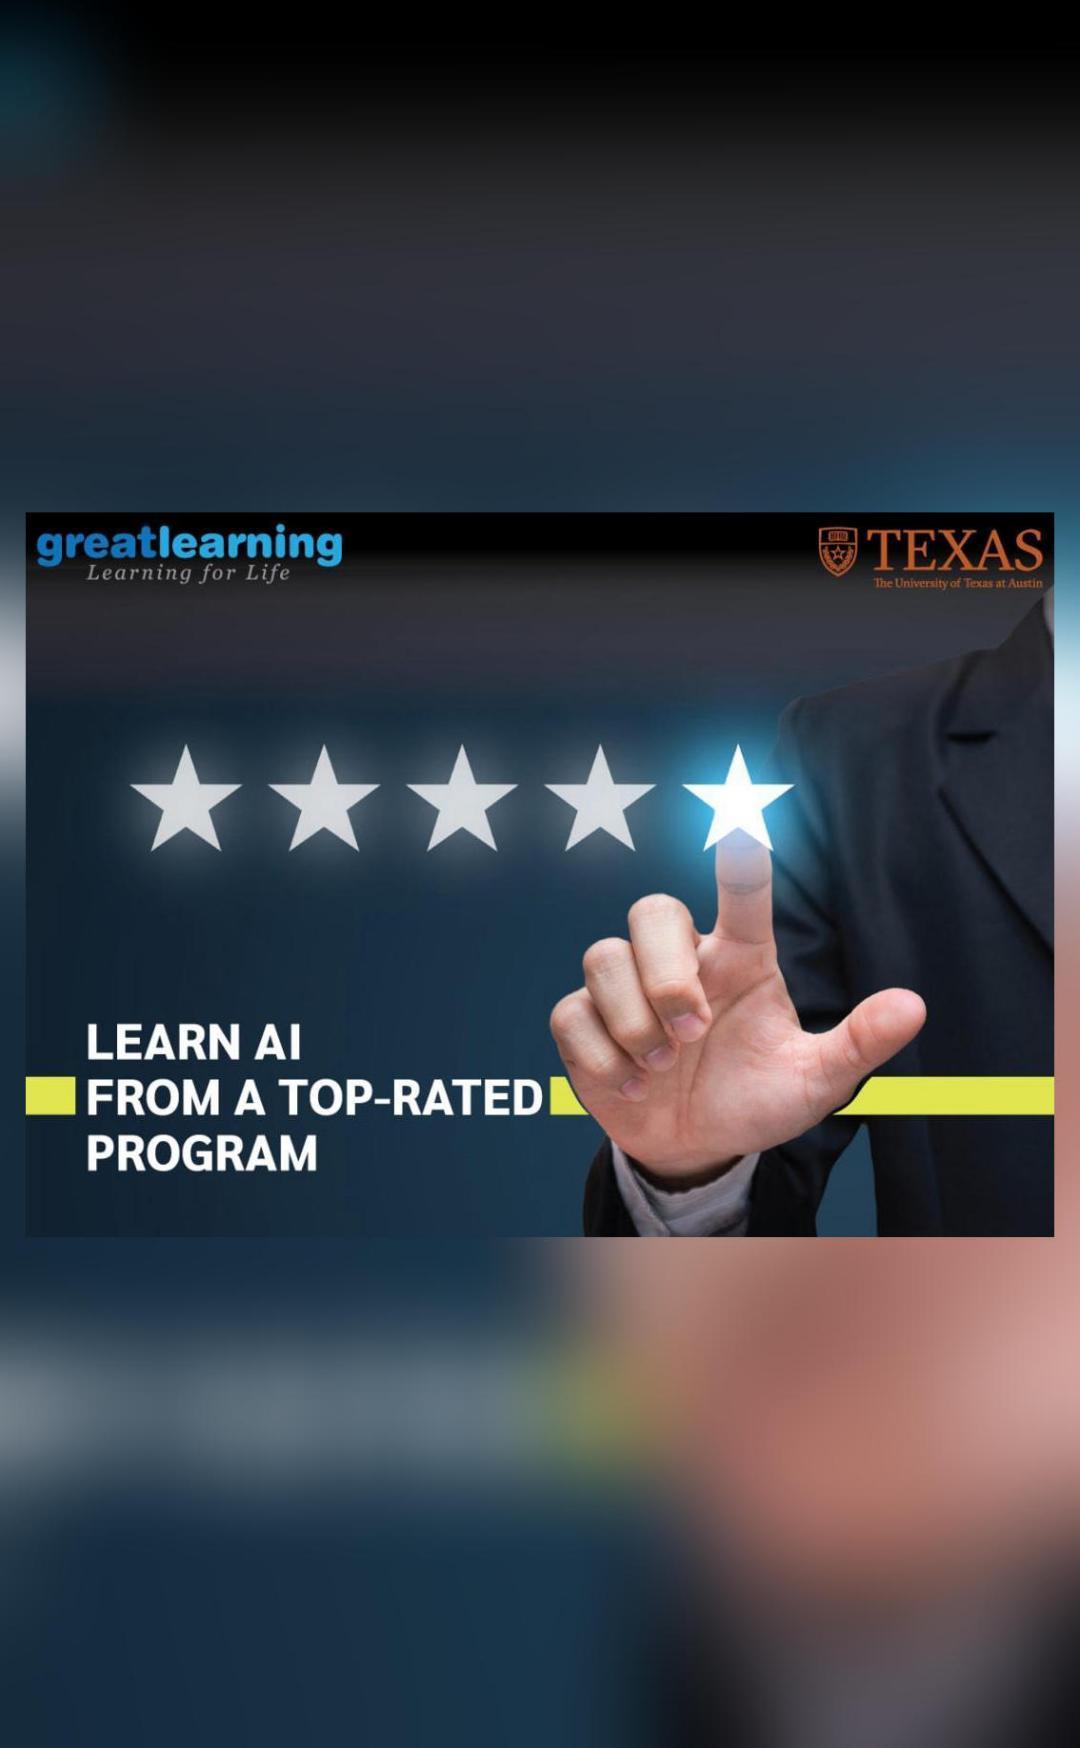 greatlearning
Learning for Life
TEXAS
The University of Texas at Austin
LEARN AI
FROM A TOP-RATED
PROGRAM